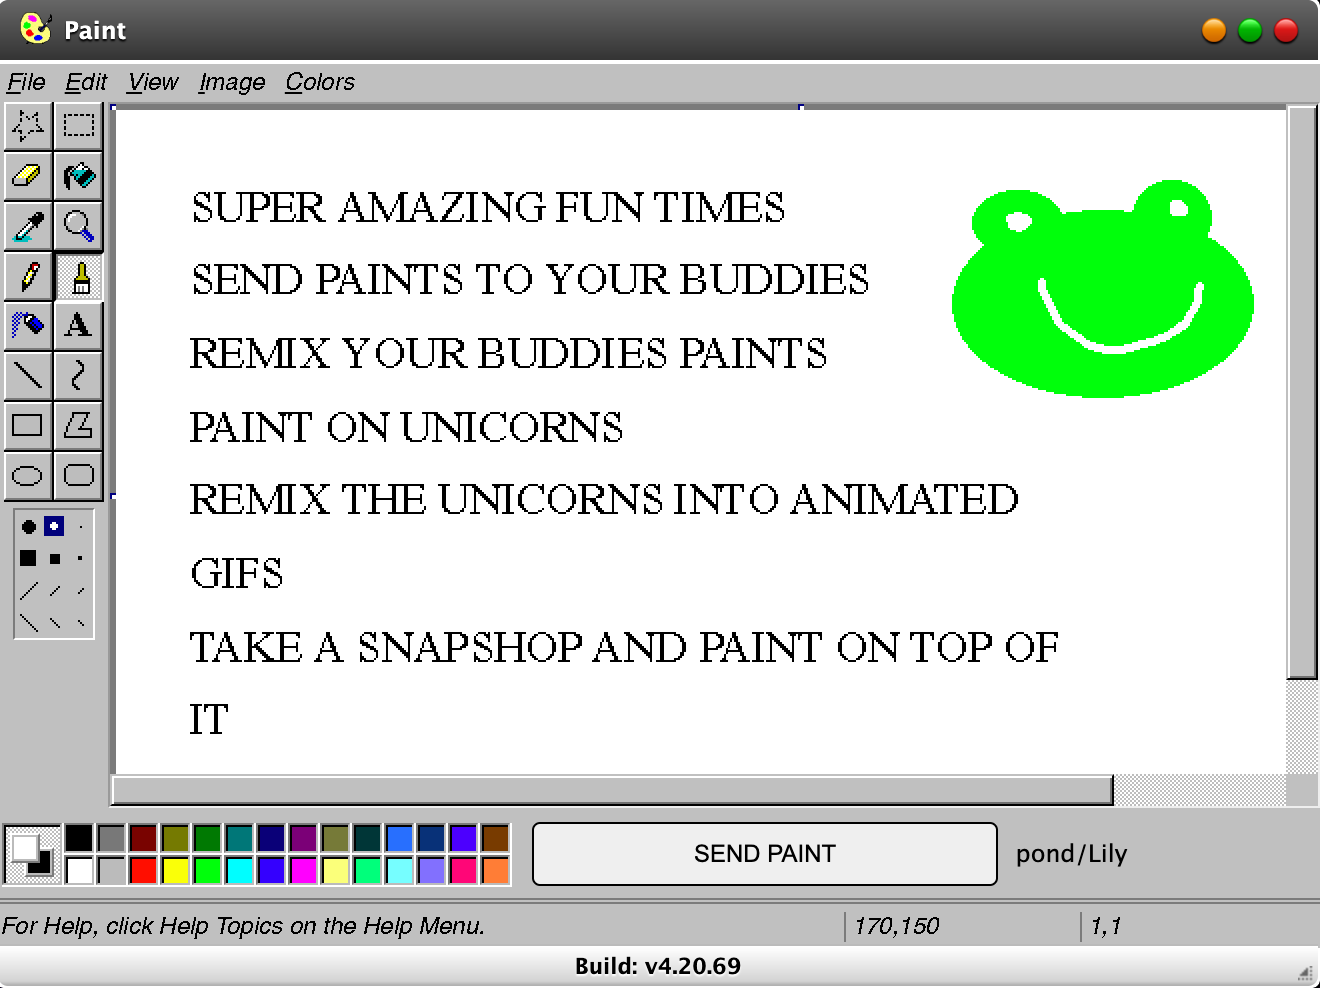 Paint
File Edit View Image Colors
SUPER AMAZING FUN TIMES
SEND PAINTS TO YOUR BUDDIES
REMIX YOUR BUDDIES PAINTS
PAINT ON UNICORNS
REMIX THE UNICORNS INTO ANIMATED
GIFS
TAKE A SNAPSHOP AND PAINT ON TOP OF
IT
A
SEND PAINT pond/Lily
For Help, click Help Topics on the Help Menu. 170,150 1,1
Build: v4.20.69